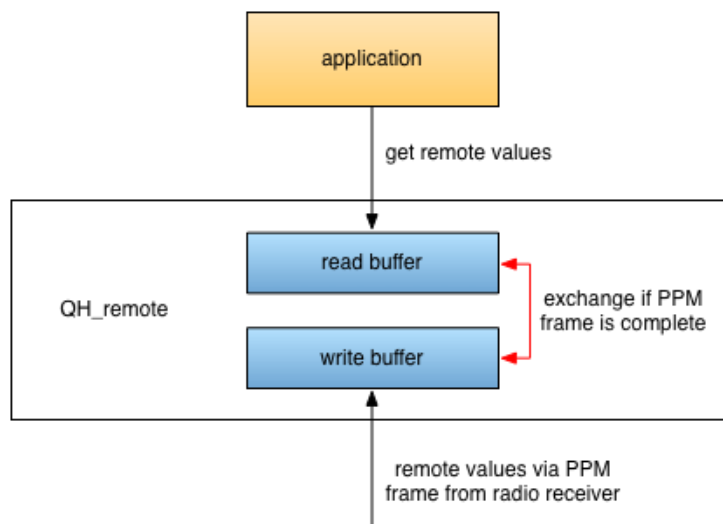 application
get remote values
read buffer
QH_remote
exchange if PPM
frame is complete
write buffer
remote values via PPM
frame from radio receiver